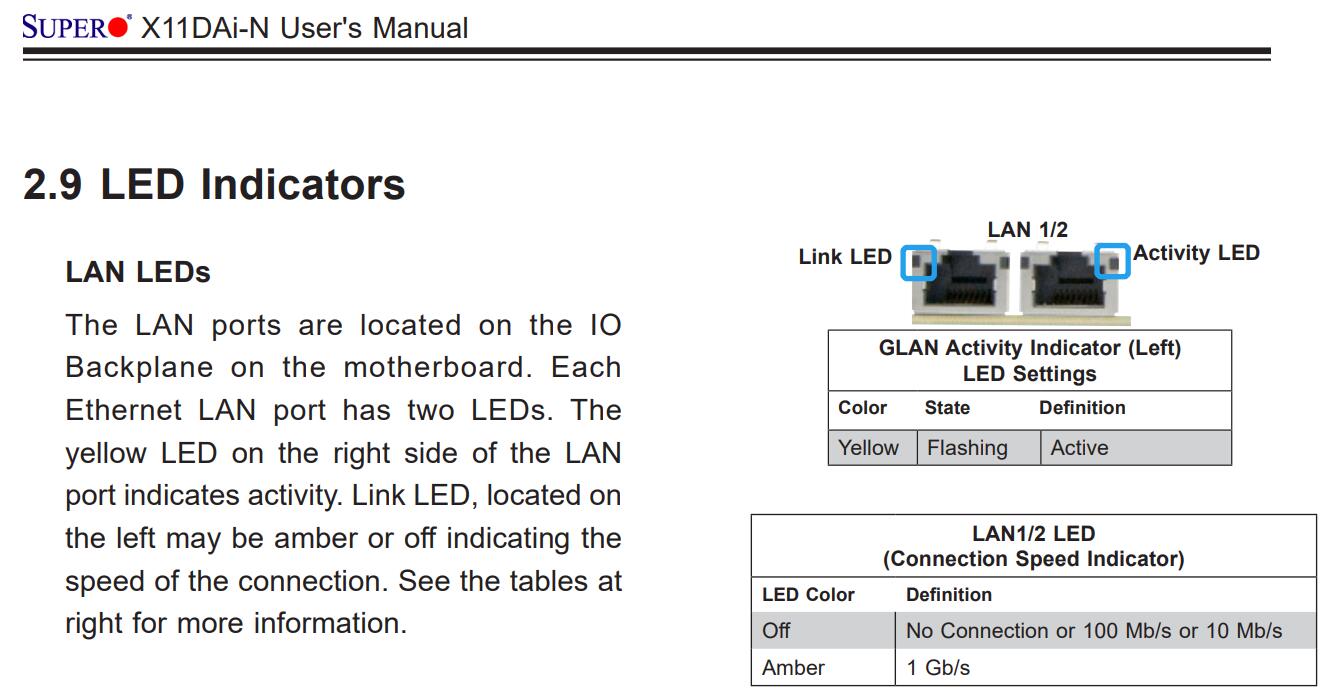 SUPER® X11DAi-N User's Manual
2.9 LED Indicators
LAN LEDs
The LAN ports are located on the IO
Backplane on the motherboard. Each
Ethernet LAN port has two LEDs. The
yellow LED on the right side of the LAN
port indicates activity. Link LED, located on
the left may be amber or off indicating the
speed of the connection. See the tables at
right for more information.
LAN 1/2
Link LED
Activity LED
GLAN Activity Indicator (Left)
LED Settings
Color State Definition
Yellow Flashing Active
LAN1/2 LED
(Connection Speed Indicator)
LED Color Definition
Off No Connection or 100 Mb/s or 10 Mb/s
Amber 1 Gb/s